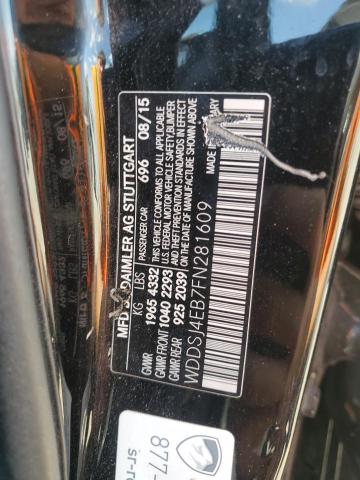 MFD BY DAIMLER AG STUTTGART
KG LBS PASSENGER CAR 696 08/15
GVWR 1965 4332 THIS VEHICLE CONFORMS TO ALL APPLICABLE
GAWR FRONT 1040 2293 U.S. FEDERAL MOTOR VEHICLE SAFETY, BUMPER
GAWR REAR 925 2039 AND THEFT PREVENTION STANDARDS IN EFFECT
ON THE DATE OF MANUFACTURE SHOWN ABOVE
MADE
WDDSJ4EB7FN281609
877-